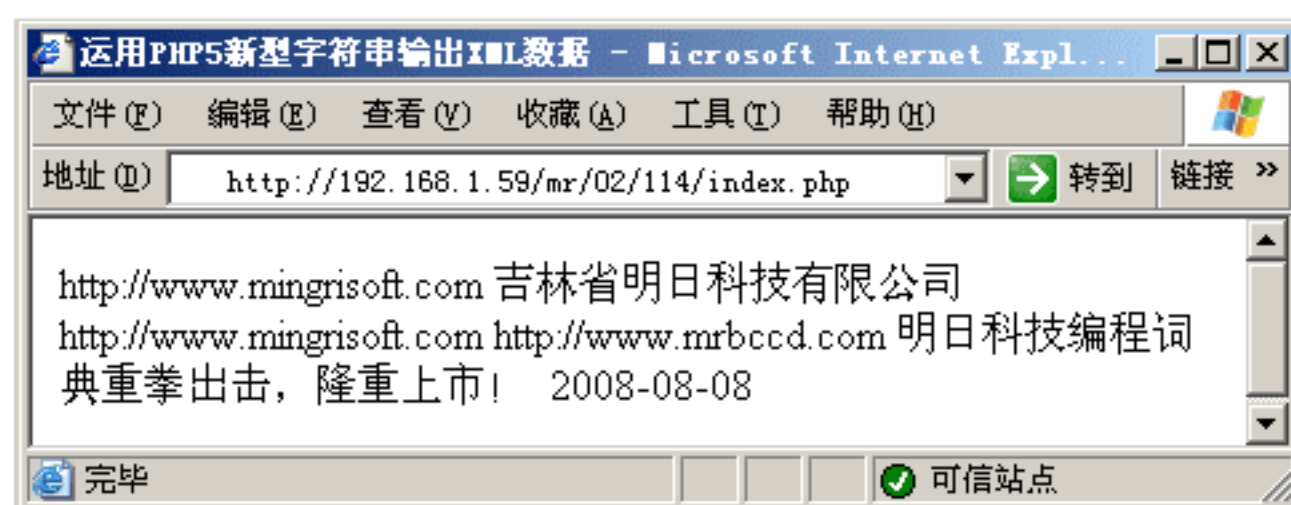 运用PHP5新型字符串输出XML数据 - Microsoft Internet Expl...
文件(F) 编辑(E) 查看(V) 收藏(A) 工具(T) 帮助(H)
地址(D) http://192.168.1.59/mr/02/114/index.php 转到 链接 »
http://www.mingrisoft.com 吉林省明日科技有限公司
http://www.mingrisoft.com http://www.mrbccd.com 明日科技编程词
典重拳出击，隆重上市！ 2008-08-08
完毕 可信站点